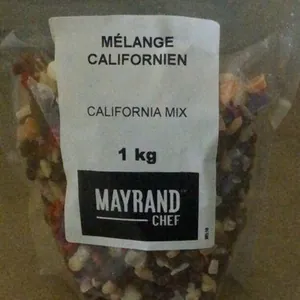 MÉLANGE
CALIFORNIEN
CALIFORNIA MIX
1 kg
MAYRAND
CHEF